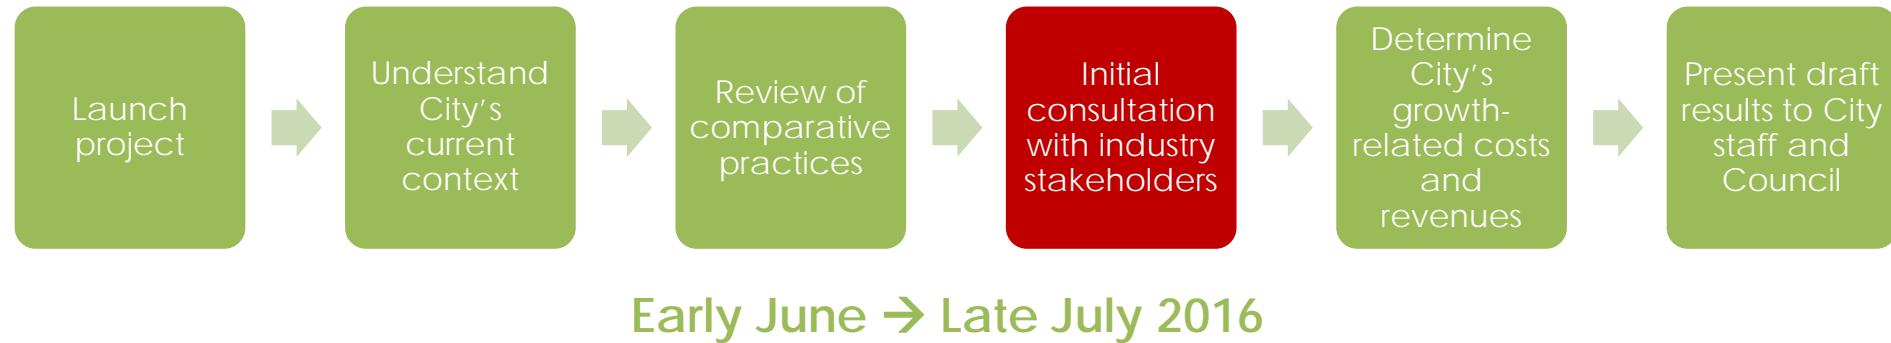 Launch
project
Understand
City's
current
context
Review of
comparative
practices
Initial
consultation
with industry
stakeholders
Determine
City's
growth-
related costs
and
revenues
Present draft
results to City
staff and
Council
Early June → Late July 2016